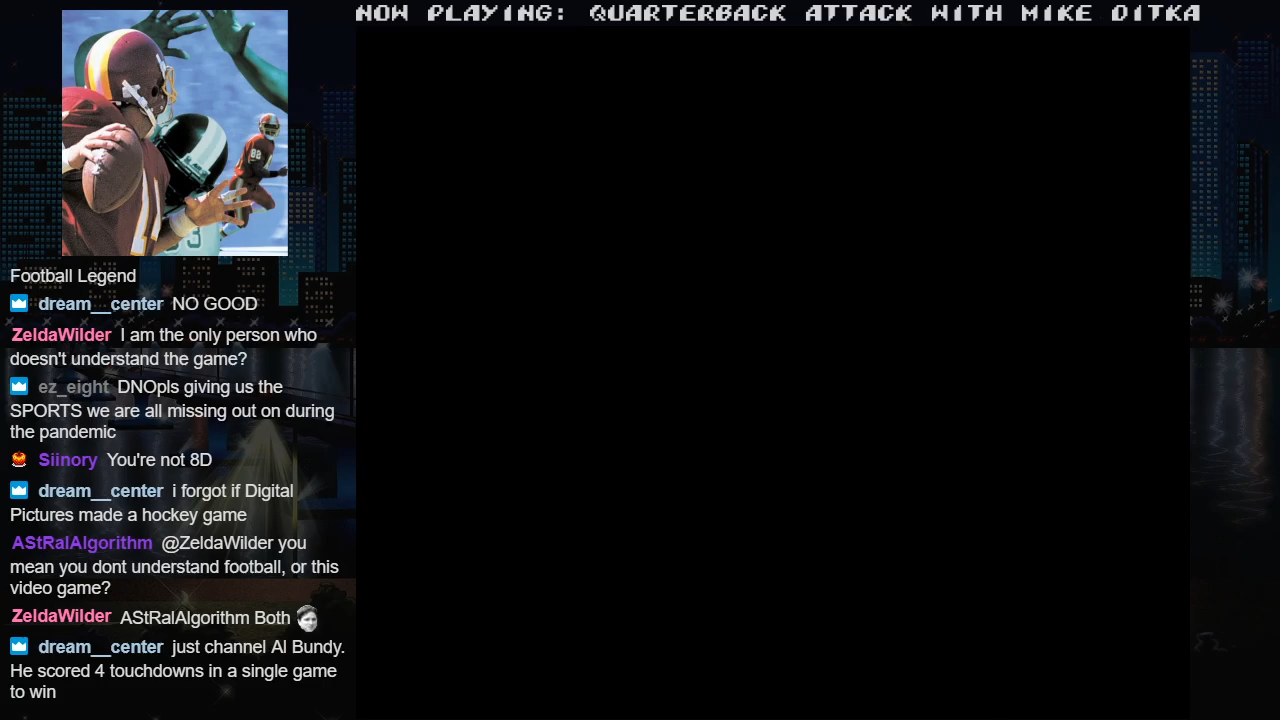 NOW PLAYING: QUARTERBACK ATTACK WITH MIKE DITKA
88
3
Football Legend
dream__center NO GOOD
ZeldaWilder I am the only person who
doesn't understand the game?
ez_eight DNOpls giving us the
SPORTS we are all missing out on during
the pandemic
Siinory You're not 8D
dream__center i forgot if Digital
Pictures made a hockey game
AStRalAlgorithm @ZeldaWilder you
mean you dont understand football, or this
video game?
ZeldaWilder AStRalAlgorithm Both
dream__center just channel Al Bundy.
He scored 4 touchdowns in a single game
to win